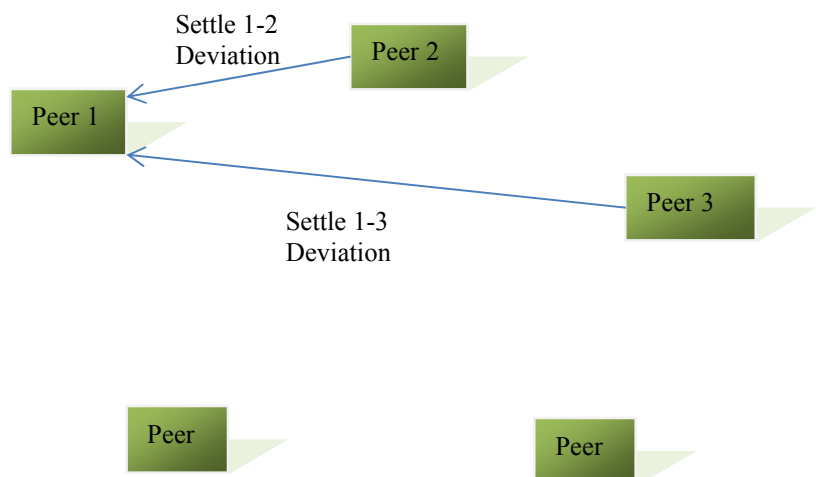 Settle 1-2
Deviation
Peer 2
Peer 1
Peer 3
Settle 1-3
Deviation
Peer
Peer